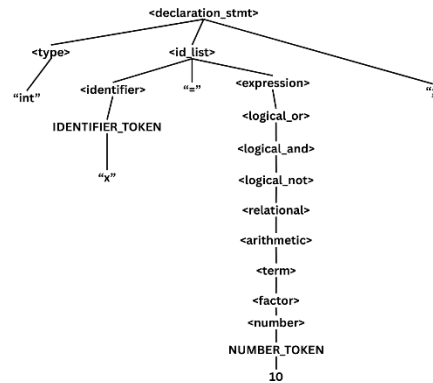 <declaration_stmt>
<type> <id_list>
<identifier> "=" <expression>
"int" ";
IDENTIFIER_TOKEN <logical_or>
"x" <logical_and>
<logical_not>
<relational>
<arithmetic>
<term>
<factor>
<number>
NUMBER_TOKEN
10